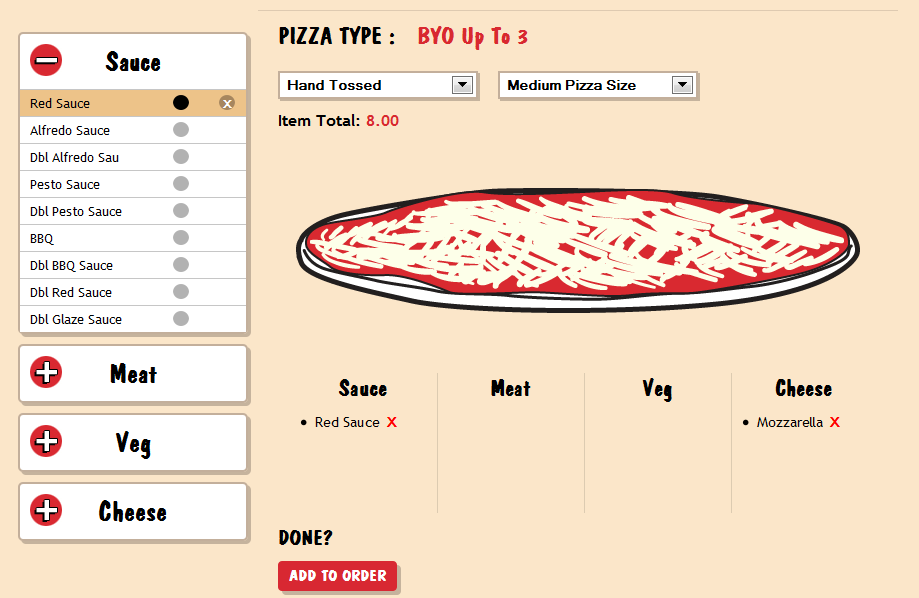 Sauce
Red Sauce x
Alfredo Sauce
Dbl Alfredo Sau
Pesto Sauce
Dbl Pesto Sauce
BBQ
Dbl BBQ Sauce
Dbl Red Sauce
Dbl Glaze Sauce
Meat
Veg
Cheese
PIZZA TYPE : BYO Up To 3
Hand Tossed Medium Pizza Size
Item Total: 8.00
Sauce Meat Veg Cheese
• Red Sauce X • Mozzarella X
DONE?
ADD TO ORDER